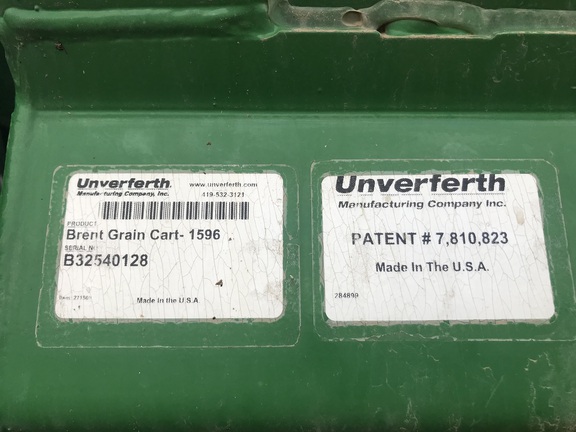 Unverferth www.unverferth.com
Manufacturing Company, Inc. 419-532-3121
PRODUCT
Brent Grain Cart- 1596
SERIAL NO
B32540128
Made in the U.S.A.
Unverferth
Manufacturing Company Inc.
PATENT # 7,810,823
Made In The U.S.A.
284899